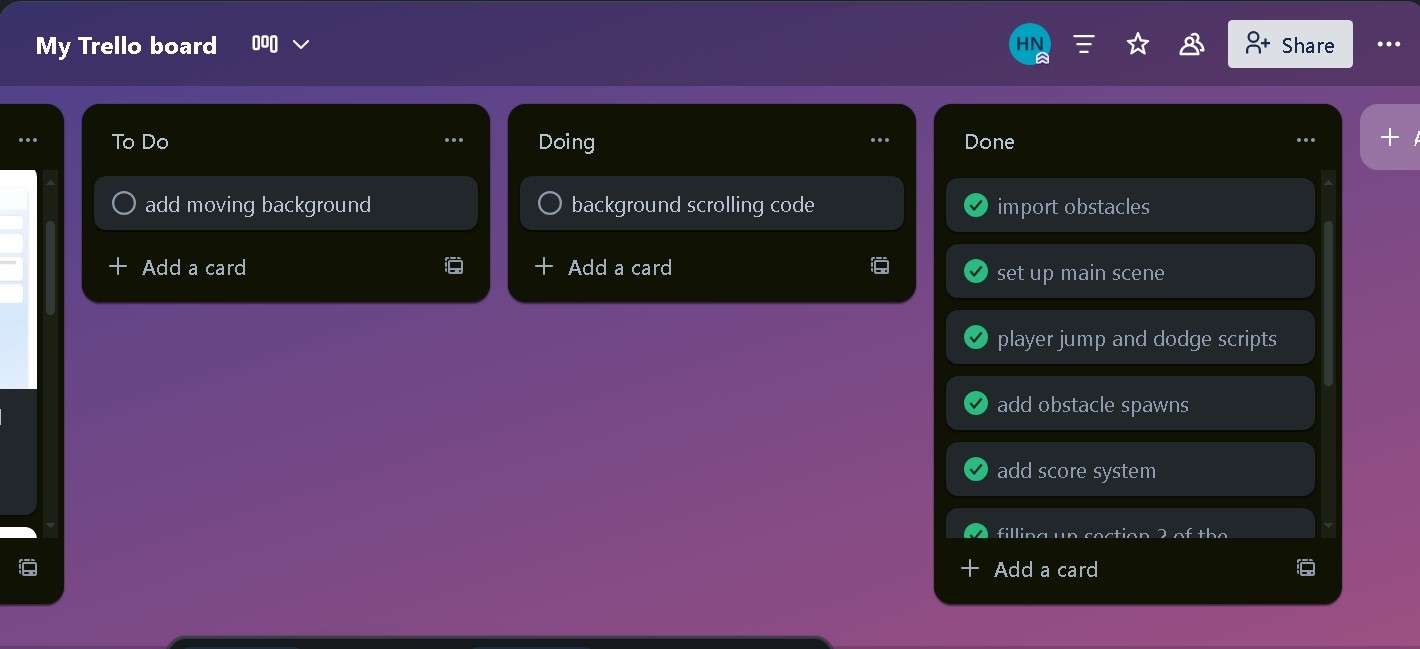 My Trello board
HN
Share
To Do
add moving background
Add a card
Doing
background scrolling code
Add a card
Done
import obstacles
set up main scene
player jump and dodge scripts
add obstacle spawns
add score system
filling up section 2 of the
Add a card